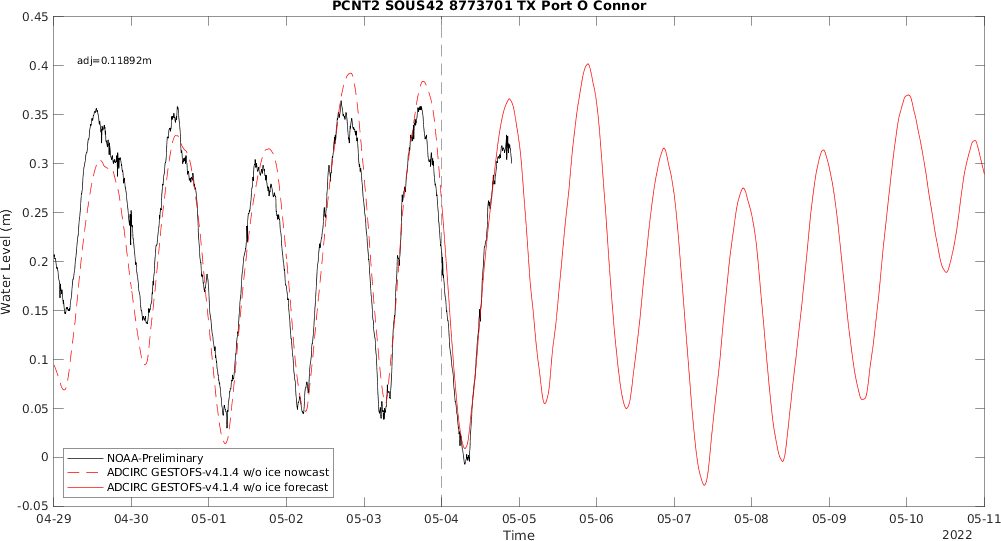 PCNT2 SOUS42 8773701 TX Port O Connor
adj=0.11892m
Water Level (m)
0.45
0.4
0.35
0.3
0.25
0.2
0.15
0.1
0.05
0
-0.05
NOAA-Preliminary
ADCIRC GESTOFS-v4.1.4 w/o ice nowcast
ADCIRC GESTOFS-v4.1.4 w/o ice forecast
04-29 04-30 05-01 05-02 05-03 05-04 05-05 05-06 05-07 05-08 05-09 05-10 05-11
Time
2022